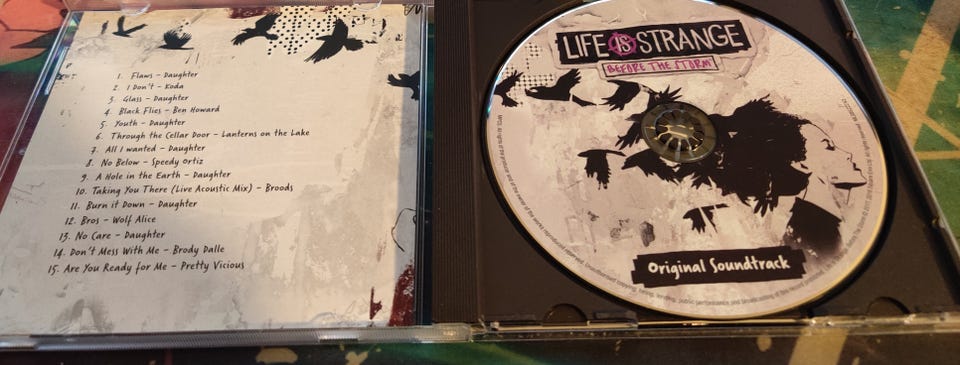 1. Flaws – Daughter
2. I Don't – Koda
3. Glass – Daughter
4. Black Flies – Ben Howard
5. Youth – Daughter
6. Through the Cellar Door – Lanterns on the Lake
7. All I wanted – Daughter
8. No Below – Speedy Ortiz
9. A Hole in the Earth – Daughter
10. Taking You There (Live Acoustic Mix) – Broods
11. Burn it Down – Daughter
12. Bros – Wolf Alice
13. No Care – Daughter
14. Don't Mess With Me – Brody Dalle
15. Are You Ready for Me – Pretty Vicious
LIFE IS STRANGE
BEFORE THE STORM
Original Soundtrack